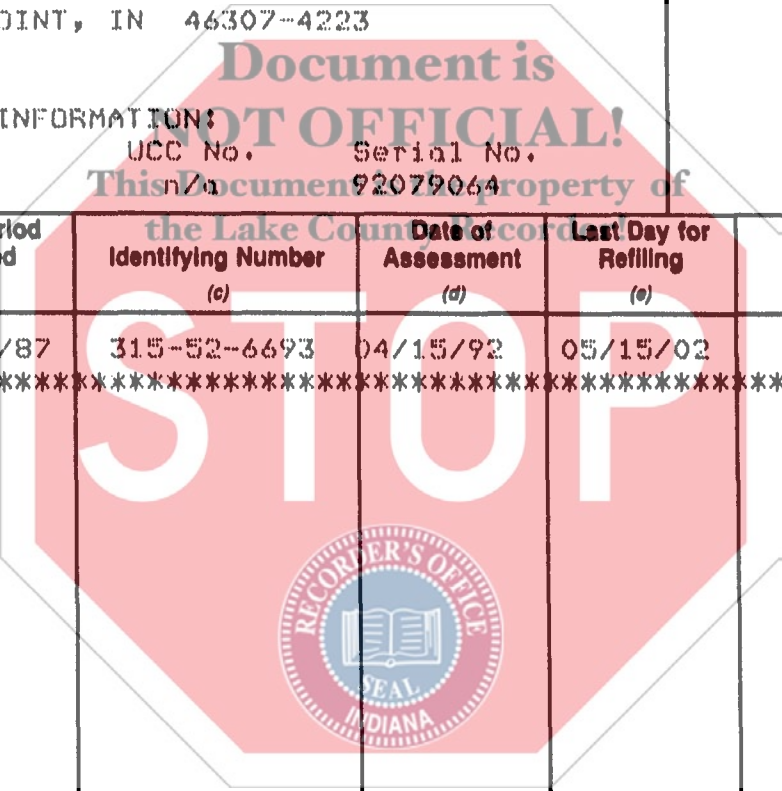 OINT, IN 46307-4223
Document is
INFORMATION:
NOT OFFICIAL!
UCC No. Serial No.
This Document is the property of
n/a 92079064
the Lake County Recorder!
riod
d
Identifying Number
(c)
Date of
Assessment
(d)
Last Day for
Refiling
(e)
/87 315-52-6693 04/15/92 05/15/02
******************************************
STOP
RECORDER'S OFFICE
SEAL
INDIANA